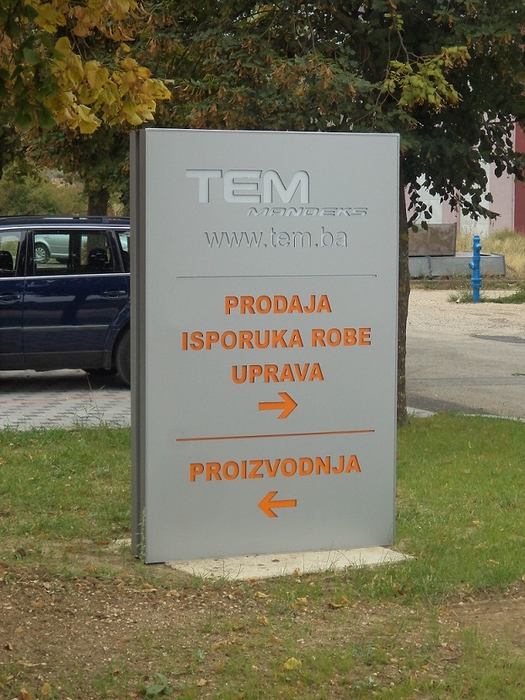 TEM
MANDEKS
www.tem.ba
PRODAJA
ISPORUKA ROBE
UPRAVA
→
PROIZVODNJA
←